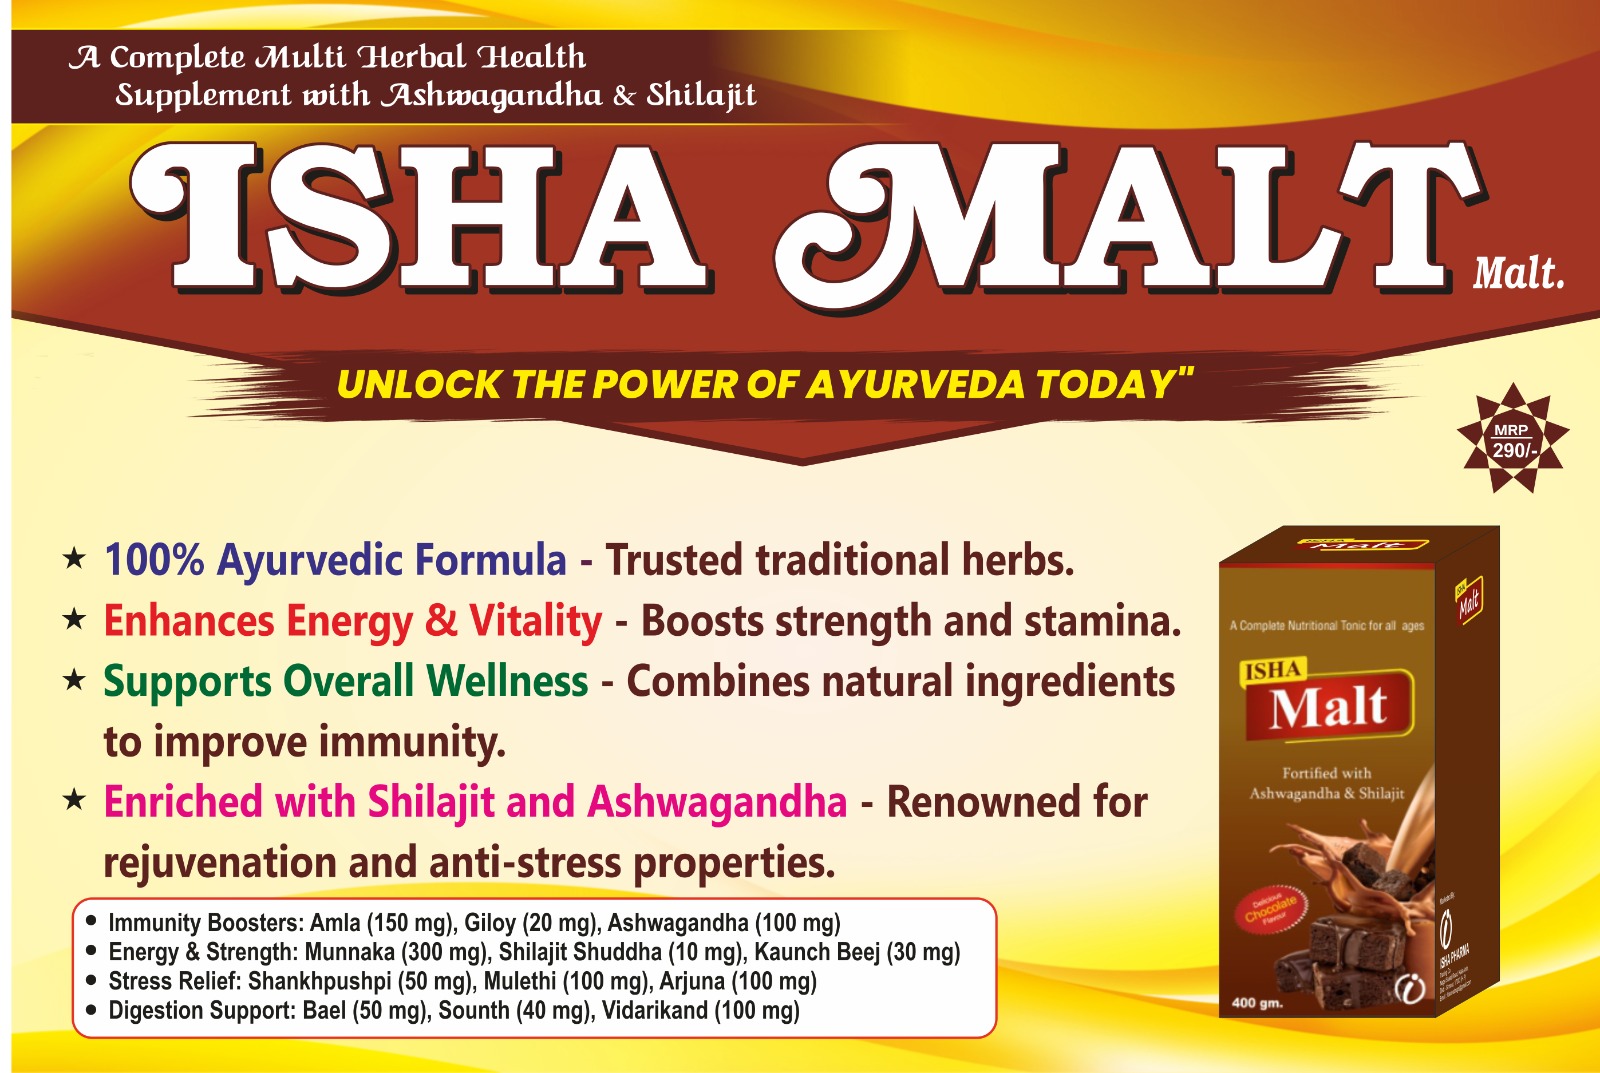 A Complete Multi Herbal Health
Supplement with Ashwagandha & Shilajit
ISHA MALT
Malt.
UNLOCK THE POWER OF AYURVEDA TODAY"
MRP
290/-
★ 100% Ayurvedic Formula - Trusted traditional herbs.
★ Enhances Energy & Vitality - Boosts strength and stamina.
★ Supports Overall Wellness - Combines natural ingredients
to improve immunity.
★ Enriched with Shilajit and Ashwagandha - Renowned for
rejuvenation and anti-stress properties.
• Immunity Boosters: Amla (150 mg), Giloy (20 mg), Ashwagandha (100 mg)
• Energy & Strength: Munnaka (300 mg), Shilajit Shuddha (10 mg), Kaunch Beej (30 mg)
• Stress Relief: Shankhpushpi (50 mg), Mulethi (100 mg), Arjuna (100 mg)
• Digestion Support: Bael (50 mg), Sounth (40 mg), Vidarikand (100 mg)
Malt
ISHA
Malt
A Complete Nutritional Tonic for all ages
ISHA
Malt
Fortified with
Ashwagandha & Shilajit
Delicious
Chocolate
Flavour
400 gm.
ISHA PHARMA